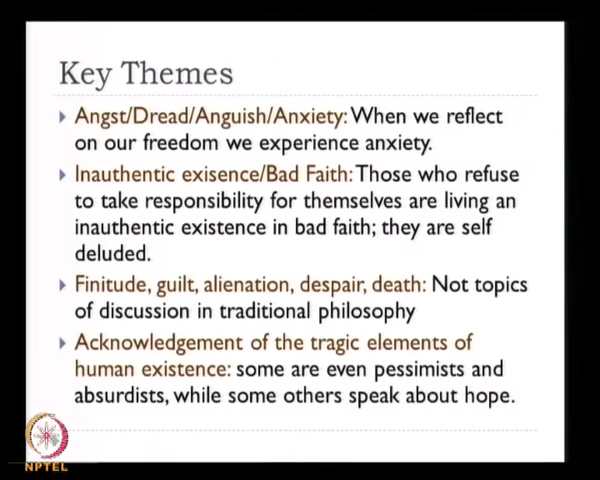 Key Themes
Angst/Dread/Anguish/Anxiety: When we reflect
on our freedom we experience anxiety.
Inauthentic exisence/Bad Faith: Those who refuse
to take responsibility for themselves are living an
inauthentic existence in bad faith; they are self
deluded.
Finitude, guilt, alienation, despair, death: Not topics
of discussion in traditional philosophy
Acknowledgement of the tragic elements of
human existence: some are even pessimists and
absurdists, while some others speak about hope.
NPTEL